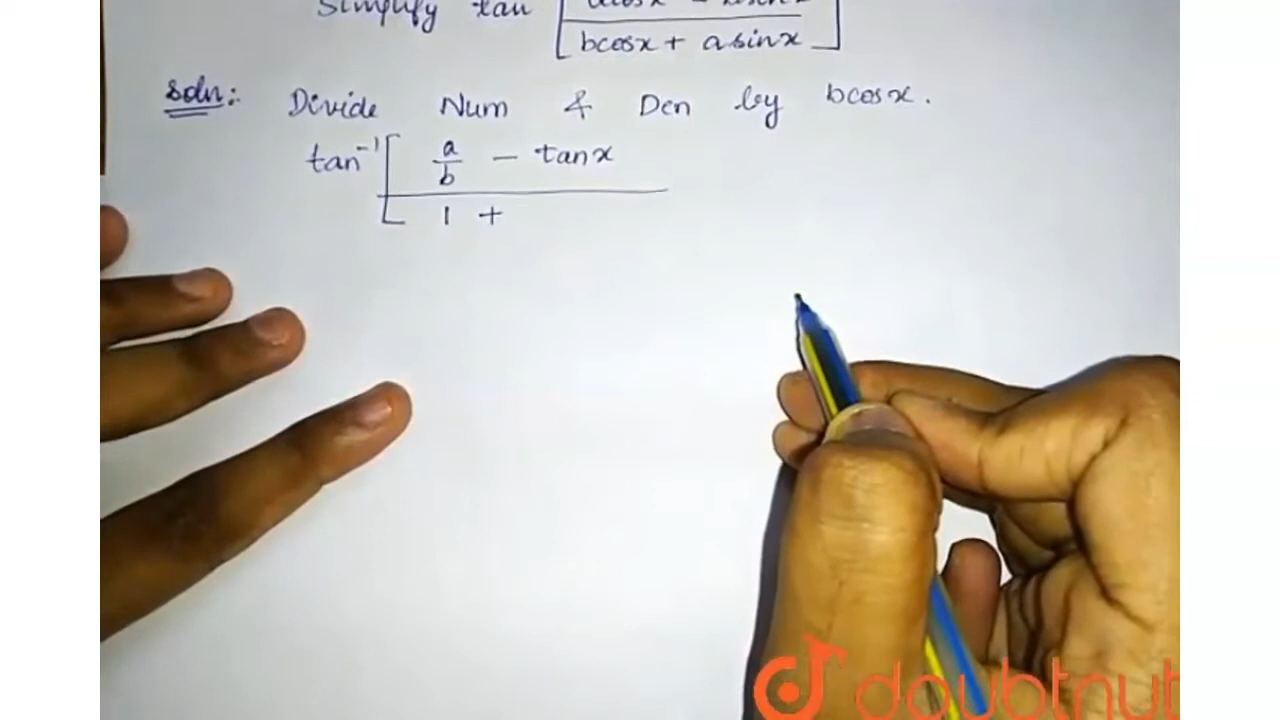 Simplify tan
bcosx + asinx
Soln: Divide Num & Den by bcosx.
tan⁻¹[ a/b - tanx
1 +
doubtnut